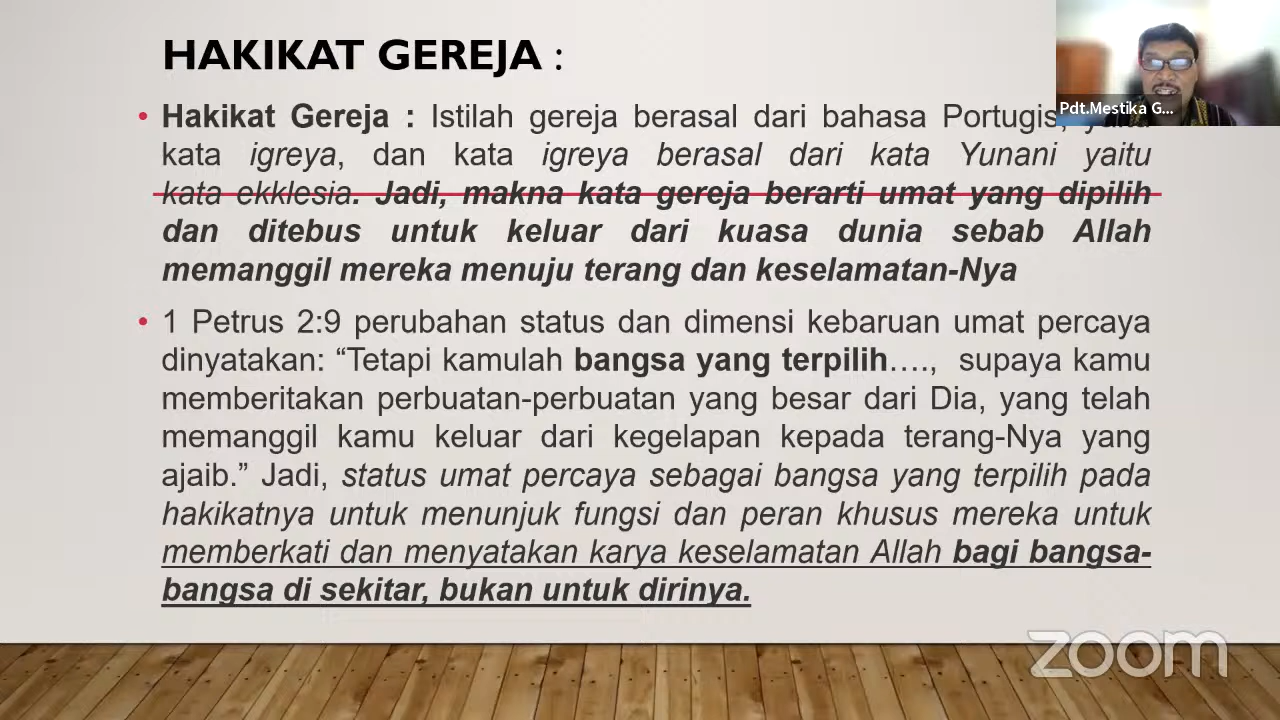 HAKIKAT GEREJA :
• Hakikat Gereja : Istilah gereja berasal dari bahasa Portugis,
kata igreya, dan kata igreya berasal dari kata Yunani yaitu
kata ekklesia. Jadi, makna kata gereja berarti umat yang dipilih
dan ditebus untuk keluar dari kuasa dunia sebab Allah
memanggil mereka menuju terang dan keselamatan-Nya
• 1 Petrus 2:9 perubahan status dan dimensi kebaruan umat percaya
dinyatakan: “Tetapi kamulah bangsa yang terpilih…., supaya kamu
memberitakan perbuatan-perbuatan yang besar dari Dia, yang telah
memanggil kamu keluar dari kegelapan kepada terang-Nya yang
ajaib.” Jadi, status umat percaya sebagai bangsa yang terpilih pada
hakikatnya untuk menunjuk fungsi dan peran khusus mereka untuk
memberkati dan menyatakan karya keselamatan Allah bagi bangsa-
bangsa di sekitar, bukan untuk dirinya.
Pdt.Mestika G...
zoom